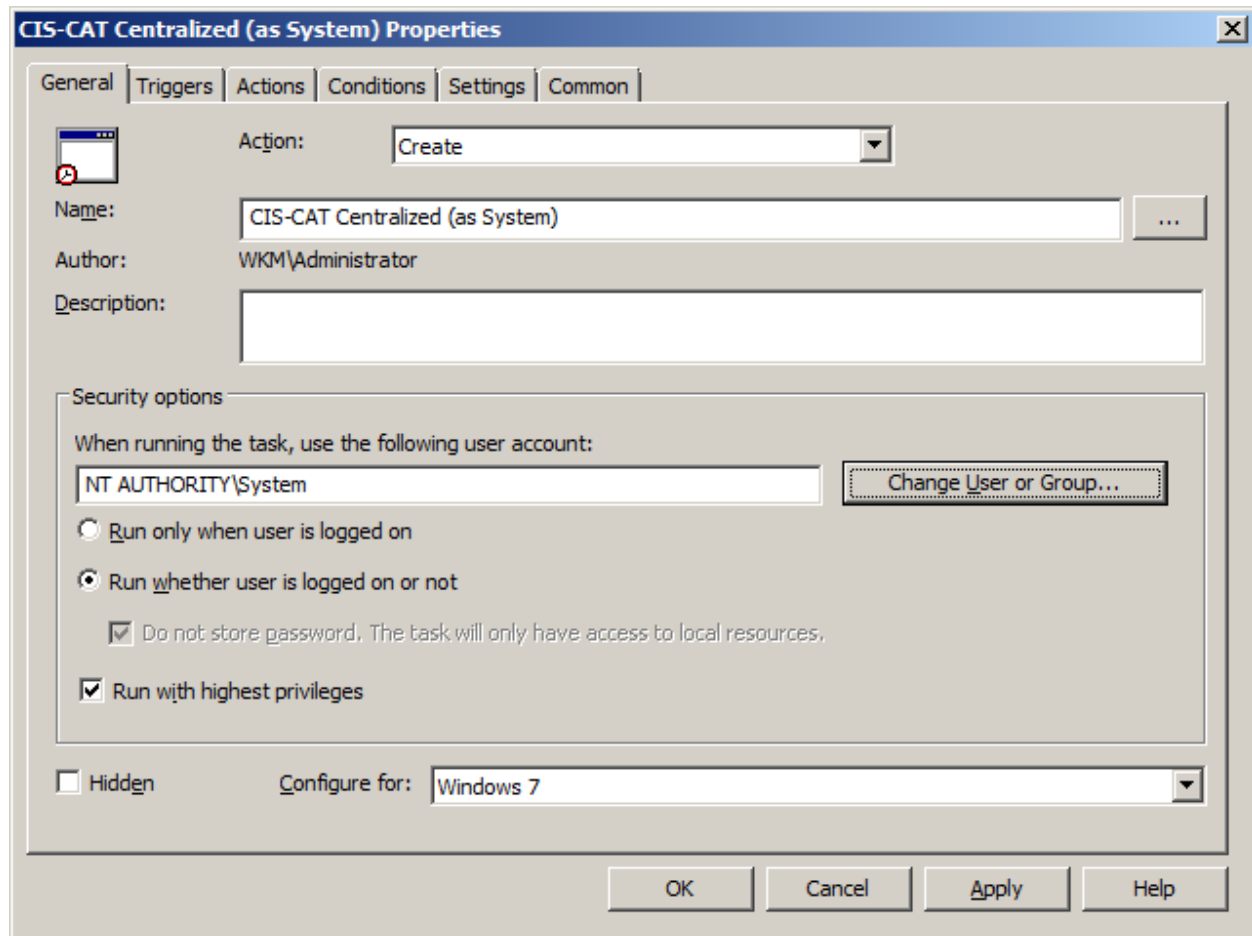 CIS-CAT Centralized (as System) Properties
General Triggers Actions Conditions Settings Common
Action: Create
Name: CIS-CAT Centralized (as System) ...
Author: WKM\Administrator
Description:
Security options
When running the task, use the following user account:
NT AUTHORITY\System Change User or Group...
Run only when user is logged on
Run whether user is logged on or not
Do not store password. The task will only have access to local resources.
Run with highest privileges
Hidden Configure for: Windows 7
OK Cancel Apply Help